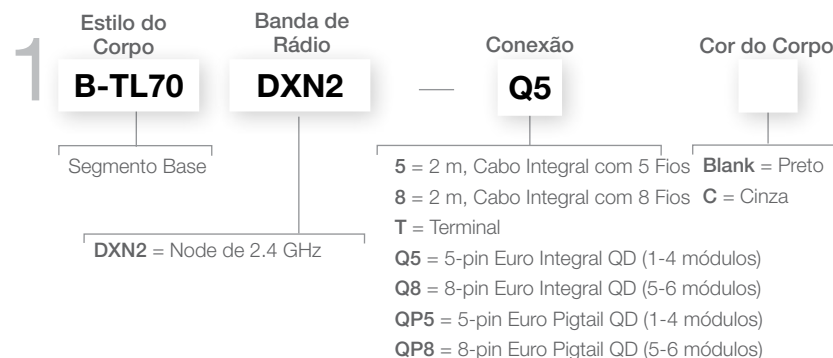 1
Estilo do Corpo
Banda de Rádio
Conexão
Cor do Corpo
B-TL70 DXN2 — Q5
Segmento Base
DXN2 = Node de 2.4 GHz
5 = 2 m, Cabo Integral com 5 Fios
8 = 2 m, Cabo Integral com 8 Fios
T = Terminal
Q5 = 5-pin Euro Integral QD (1-4 módulos)
Q8 = 8-pin Euro Integral QD (5-6 módulos)
QP5 = 5-pin Euro Pigtail QD (1-4 módulos)
QP8 = 8-pin Euro Pigtail QD (5-6 módulos)
Blank = Preto
C = Cinza